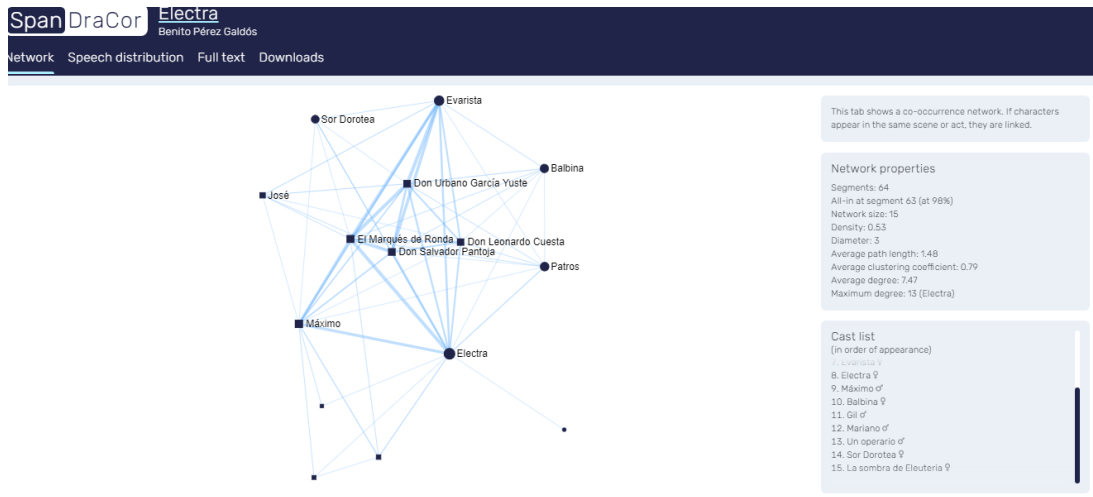 Span DraCor
Electra
Benito Pérez Galdós
Network Speech distribution Full text Downloads
Evarista
Sor Dorotea
Balbina
Don Urbano García Yuste
José
El Marqués de Ronda
Don Leonardo Cuesta
Don Salvador Pantoja
Patros
Máximo
Electra
This tab shows a co-occurrence network. If characters
appear in the same scene or act, they are linked.
Network properties
Segments: 64
All-in at segment 63 (at 98%)
Network size: 15
Density: 0.53
Diameter: 3
Average path length: 1.48
Average clustering coefficient: 0.79
Average degree: 7.47
Maximum degree: 13 (Electra)
Cast list
(in order of appearance)
7. Evarista ♀
8. Electra ♀
9. Máximo ♂
10. Balbina ♀
11. Gil ♂
12. Mariano ♂
13. Un operario ♂
14. Sor Dorotea ♀
15. La sombra de Eleuteria ♀